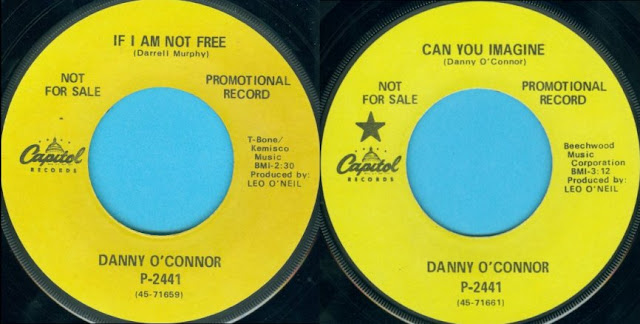 IF I AM NOT FREE
(Darrell Murphy)
NOT
FOR SALE
PROMOTIONAL
RECORD
Capitol
RECORDS
T-Bone/
Kemisco
Music
BMI-2:30
Produced by:
LEO O'NEIL
DANNY O'CONNOR
P-2441
(45-71659)
CAN YOU IMAGINE
(Danny O'Connor)
NOT
FOR SALE
PROMOTIONAL
RECORD
Capitol
RECORDS
Beechwood
Music
Corporation
BMI-3:12
Produced by:
LEO O'NEIL
DANNY O'CONNOR
P-2441
(45-71661)